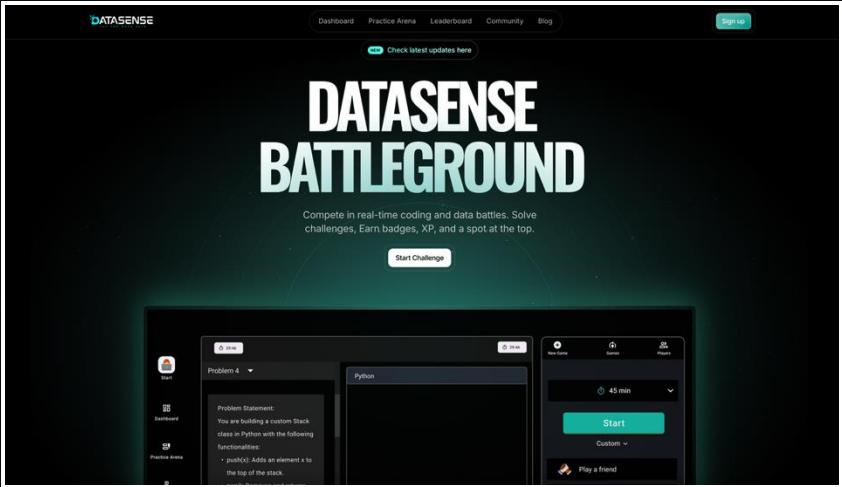 DATASENSE
Dashboard Practice Arena Leaderboard Community Blog
Sign up
NEW Check latest updates here
DATASENSE
BATTLEGROUND
Compete in real-time coding and data battles. Solve
challenges, Earn badges, XP, and a spot at the top.
Start Challenge
29:46
29:46
New Game Games Players
Start
Problem 4
Python
45 min
Dashboard
Problem Statement:
You are building a custom Stack
class in Python with the following
functionalities:
• push(x): Adds an element x to
the top of the stack.
Start
Custom
Practice Arena
Play a friend